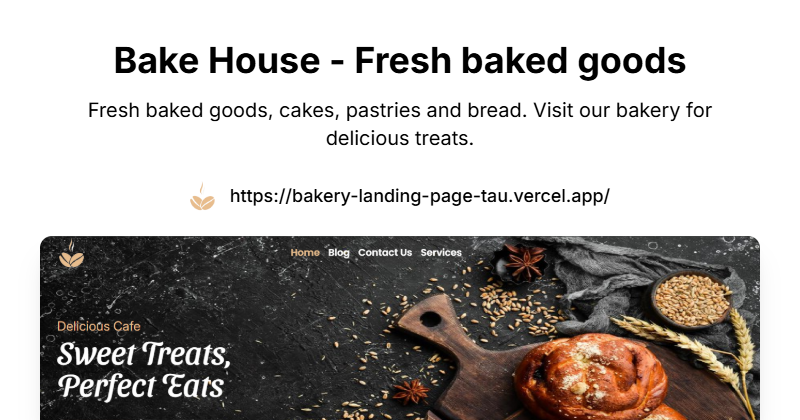 Bake House - Fresh baked goods
Fresh baked goods, cakes, pastries and bread. Visit our bakery for
delicious treats.
https://bakery-landing-page-tau.vercel.app/
Home Blog Contact Us Services
Delicious Cafe
Sweet Treats,
Perfect Eats